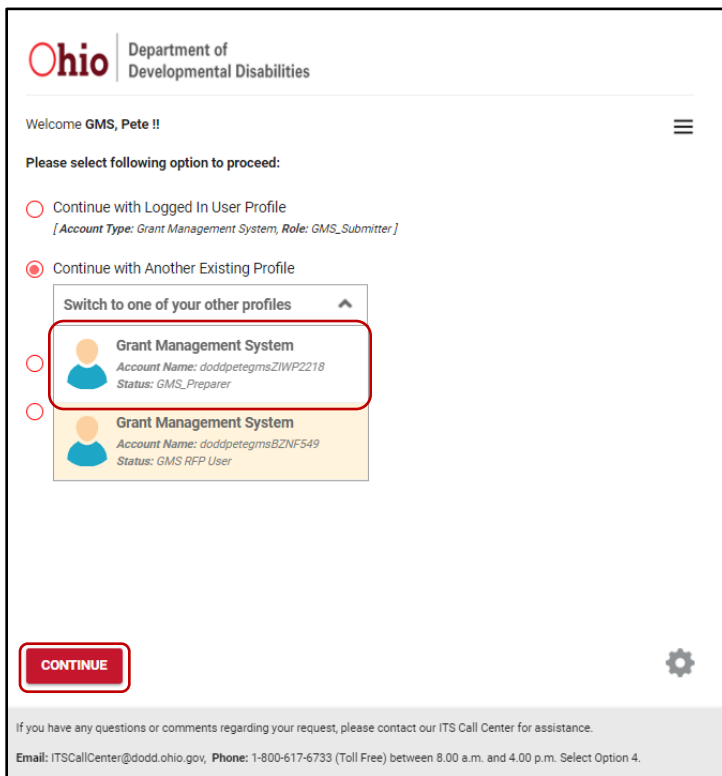 Ohio
Department of
Developmental Disabilities
Welcome GMS, Pete !!
Please select following option to proceed:
Continue with Logged In User Profile
[ Account Type: Grant Management System, Role: GMS_Submitter ]
Continue with Another Existing Profile
Switch to one of your other profiles
Grant Management System
Account Name: doddpetegmsZIWP2218
Status: GMS_Preparer
Grant Management System
Account Name: doddpetegmsBZNF549
Status: GMS RFP User
CONTINUE
If you have any questions or comments regarding your request, please contact our ITS Call Center for assistance.
Email: ITSCallCenter@dodd.ohio.gov, Phone: 1-800-617-6733 (Toll Free) between 8.00 a.m. and 4.00 p.m. Select Option 4.